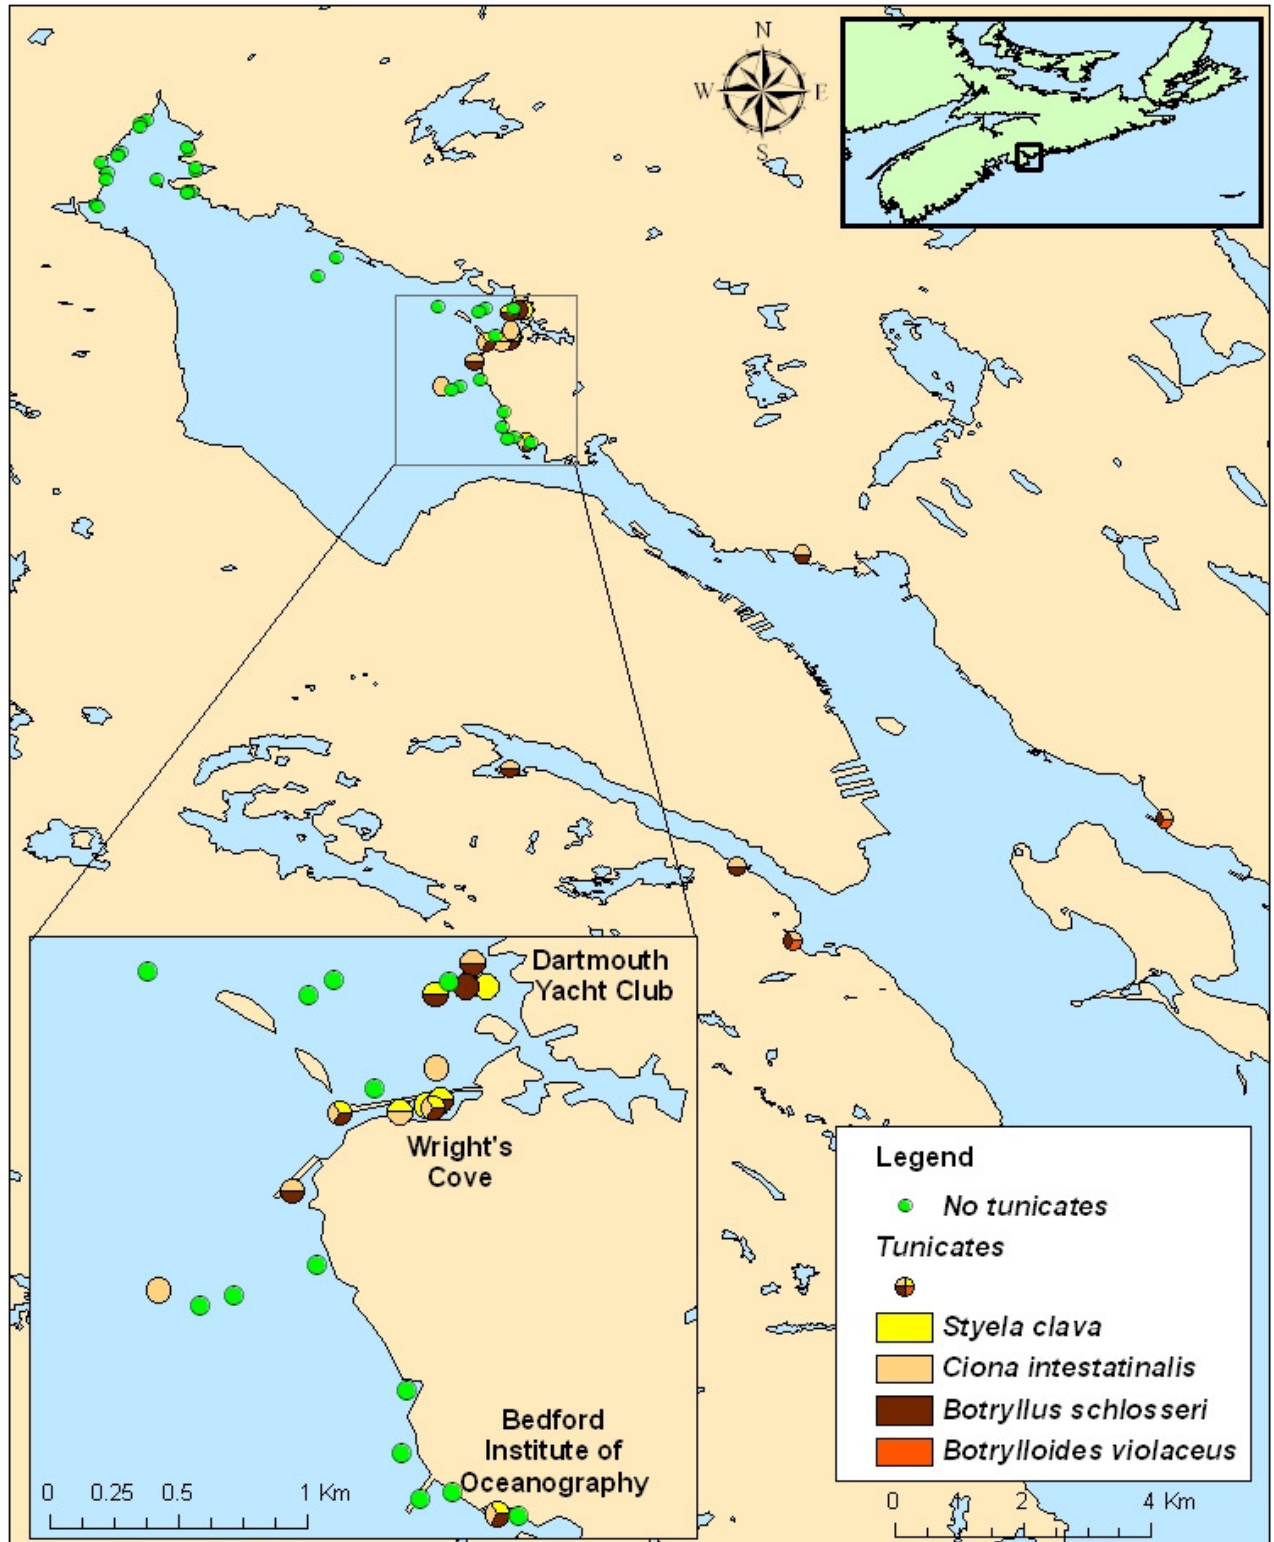 N
W
E
S
Dartmouth
Yacht Club
Wright's
Cove
Bedford
Institute of
Oceanography
0 0.25 0.5 1 Km
Legend
No tunicates
Tunicates
Styela clava
Ciona intestatinalis
Botryllus schlosseri
Botrylloides violaceus
0 1 2 4 Km